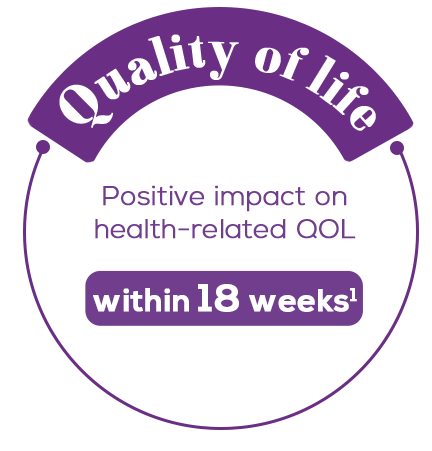 Quality of life
Positive impact on
health-related QOL
within 18 weeks¹